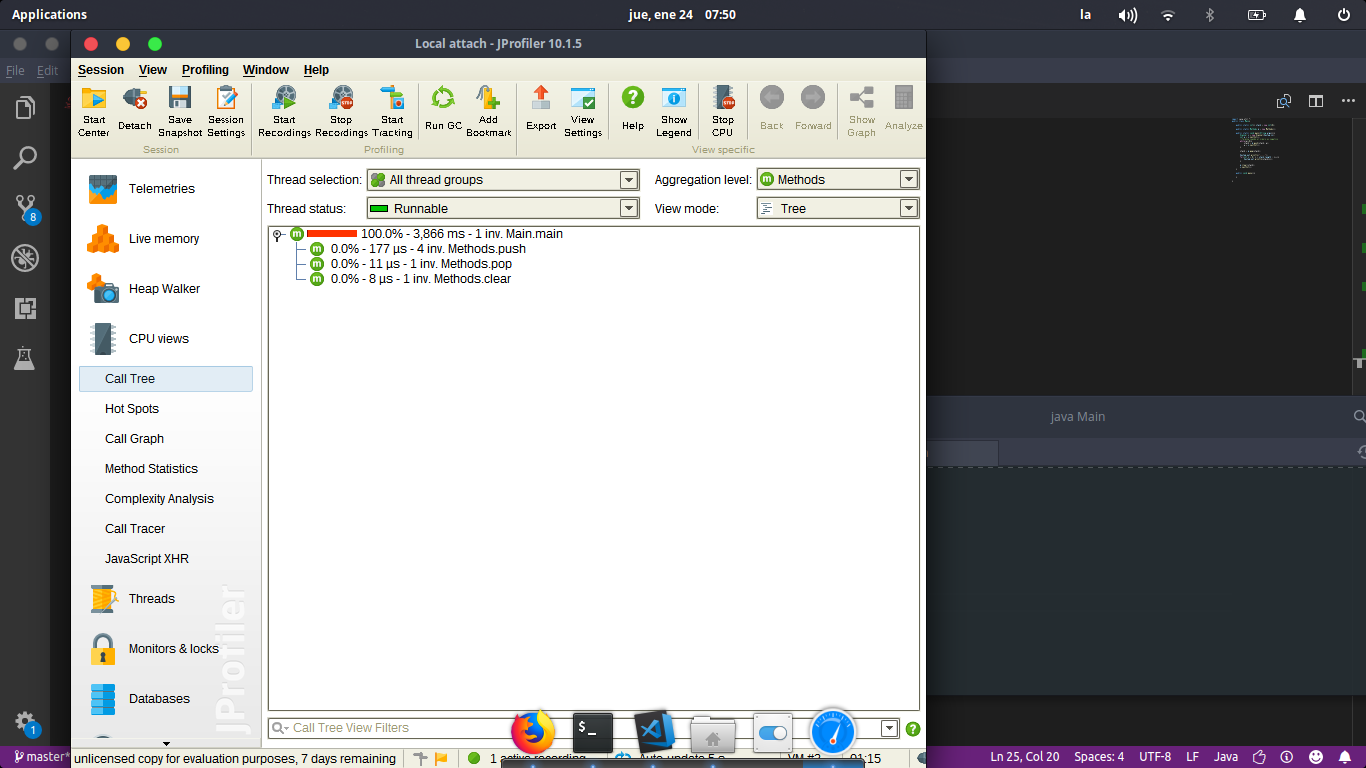 Applications
jue, ene 24 07:50
la
Local attach - JProfiler 10.1.5
File Edit
Session View Profiling Window Help
Start Center
Detach
Save Snapshot
Session Settings
Start Recordings
Stop Recordings
Start Tracking
Run GC
Add Bookmark
Export
View Settings
Help
Show Legend
Stop CPU
Back
Forward
Show Graph
Analyze
Session
Profiling
View specific
Telemetries
Live memory
Heap Walker
CPU views
Call Tree
Hot Spots
Call Graph
Method Statistics
Complexity Analysis
Call Tracer
JavaScript XHR
Threads
Monitors & locks
Databases
JProfiler
Thread selection: All thread groups
Aggregation level: m Methods
Thread status: Runnable
View mode: Tree
m 100.0% - 3,866 ms - 1 inv. Main.main
m 0.0% - 177 µs - 4 inv. Methods.push
m 0.0% - 11 µs - 1 inv. Methods.pop
m 0.0% - 8 µs - 1 inv. Methods.clear
Call Tree View Filters
java Main
8
1
master*
unlicensed copy for evaluation purposes, 7 days remaining
1 active recording
Auto-update 5 s
VM #2
01:15
Ln 25, Col 20 Spaces: 4 UTF-8 LF Java